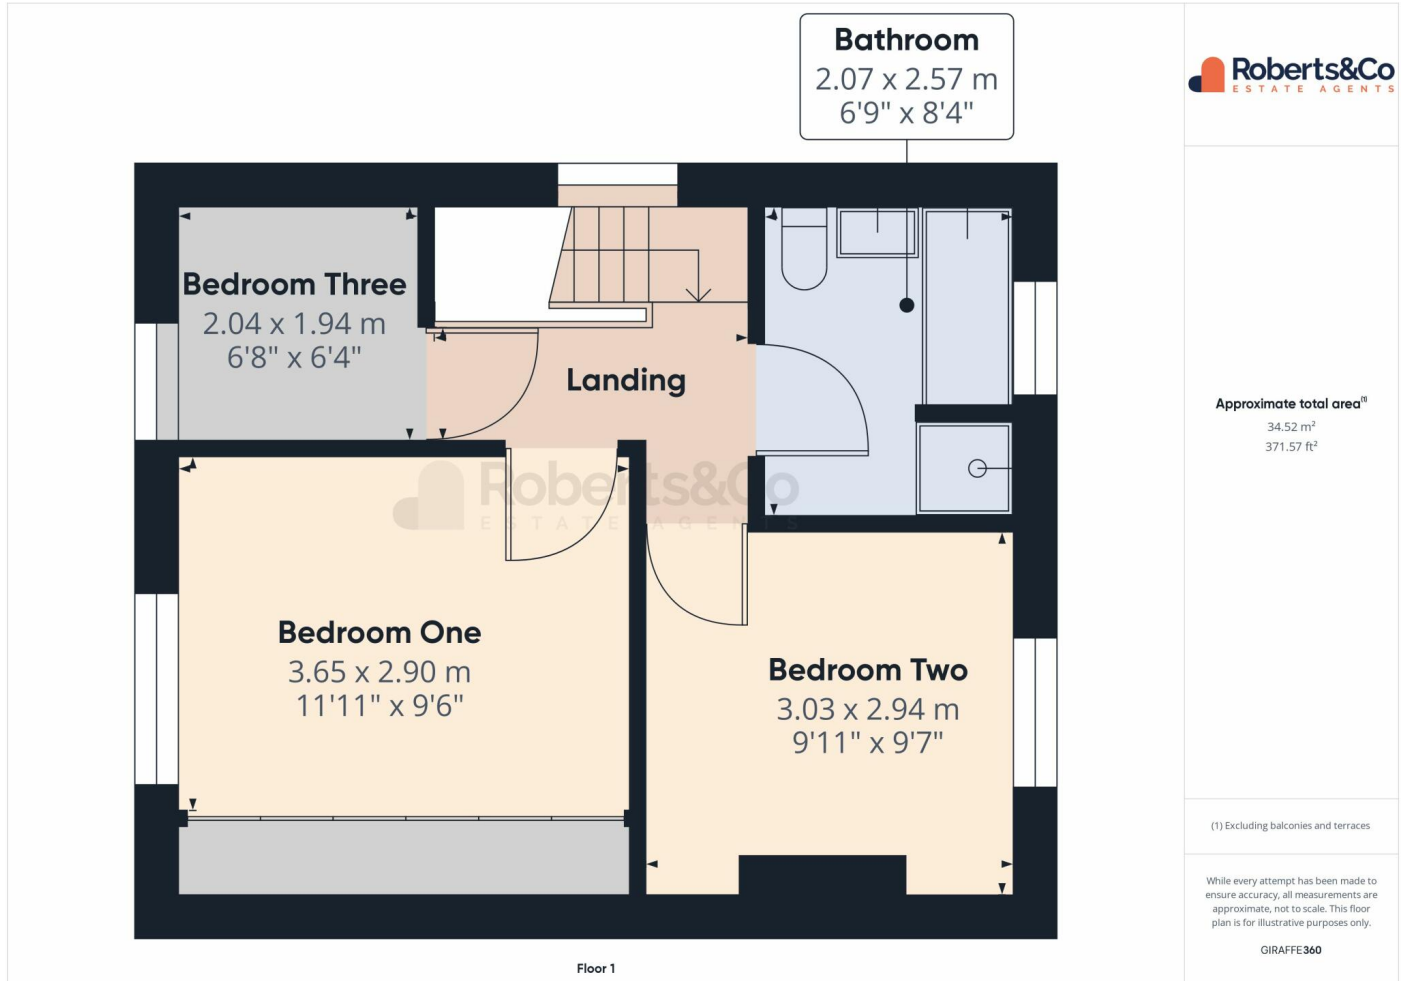 Bathroom
2.07 x 2.57 m
6'9" x 8'4"
Roberts&Co
ESTATE AGENTS
Bedroom Three
2.04 x 1.94 m
6'8" x 6'4"
Landing
Roberts&Co
ESTATE AGENTS
Bedroom One
3.65 x 2.90 m
11'11" x 9'6"
Bedroom Two
3.03 x 2.94 m
9'11" x 9'7"
Floor 1
Approximate total area(1)
34.52 m²
371.57 ft²
(1) Excluding balconies and terraces
While every attempt has been made to
ensure accuracy, all measurements are
approximate, not to scale. This floor
plan is for illustrative purposes only.
GIRAFFE360